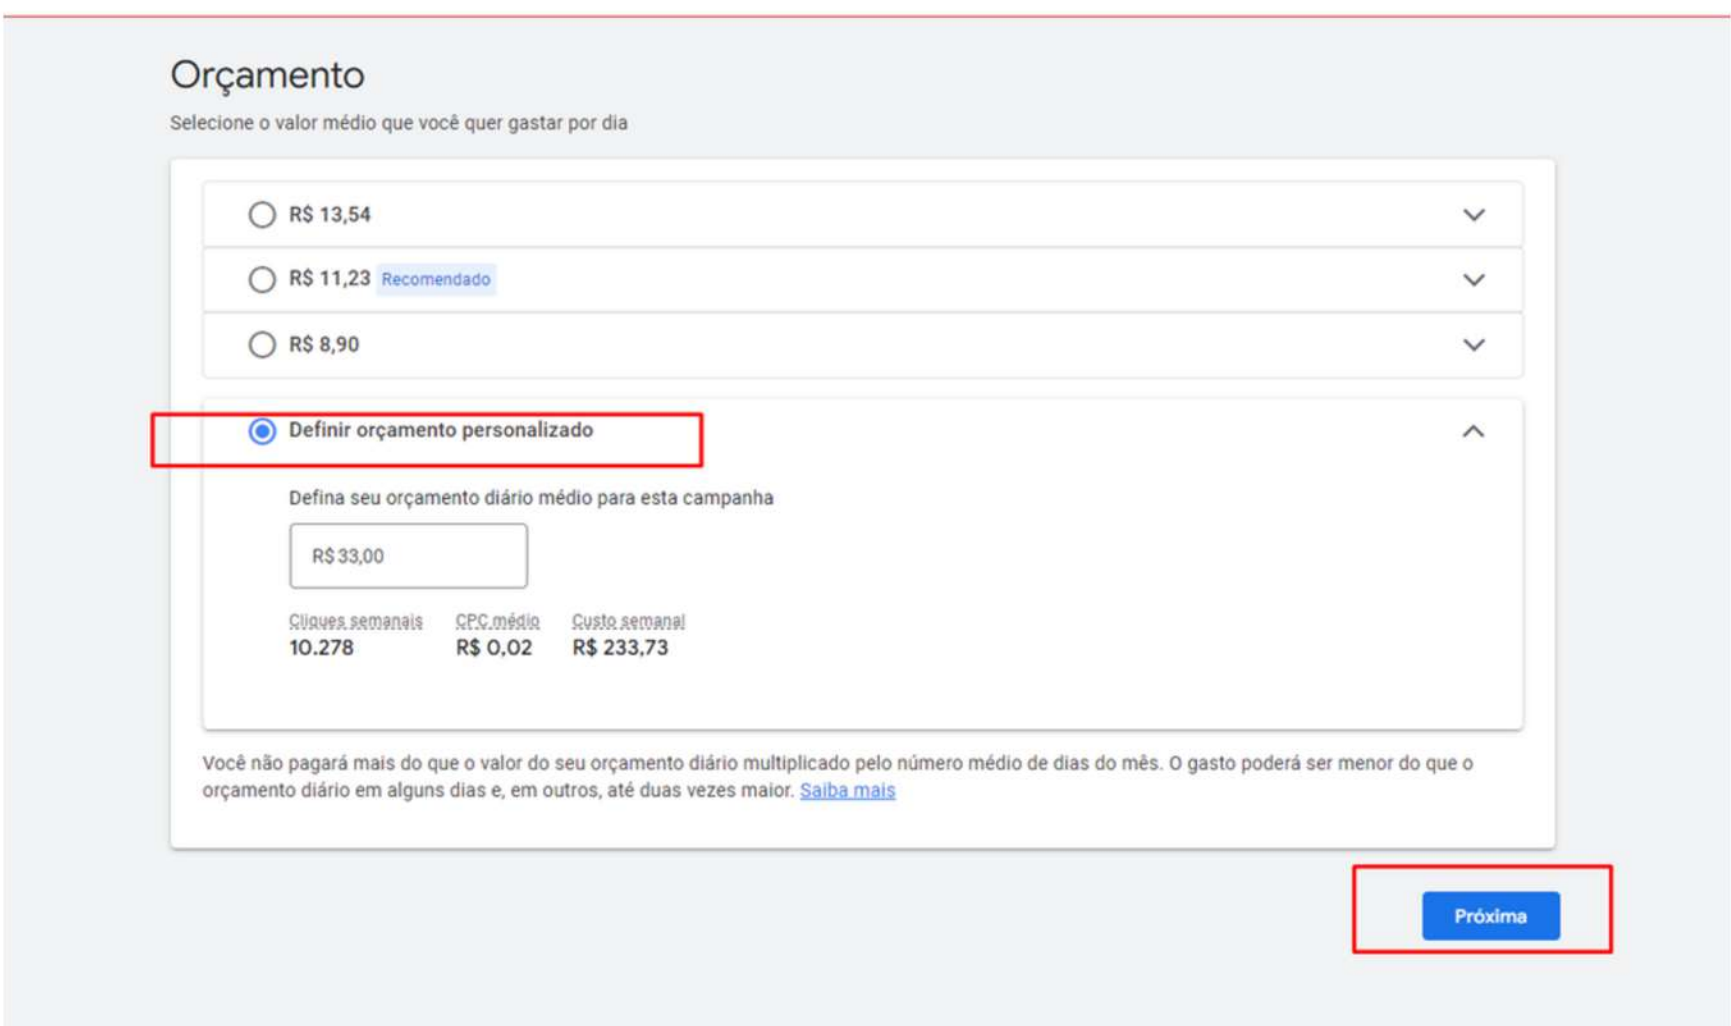 Orçamento
Selecione o valor médio que você quer gastar por dia
R$ 13,54
R$ 11,23 Recomendado
R$ 8,90
Definir orçamento personalizado
Defina seu orçamento diário médio para esta campanha
R$ 33,00
Cliques semanais CPC médio Custo semanal
10.278 R$ 0,02 R$ 233,73
Você não pagará mais do que o valor do seu orçamento diário multiplicado pelo número médio de dias do mês. O gasto poderá ser menor do que o
orçamento diário em alguns dias e, em outros, até duas vezes maior. Saiba mais
Próxima